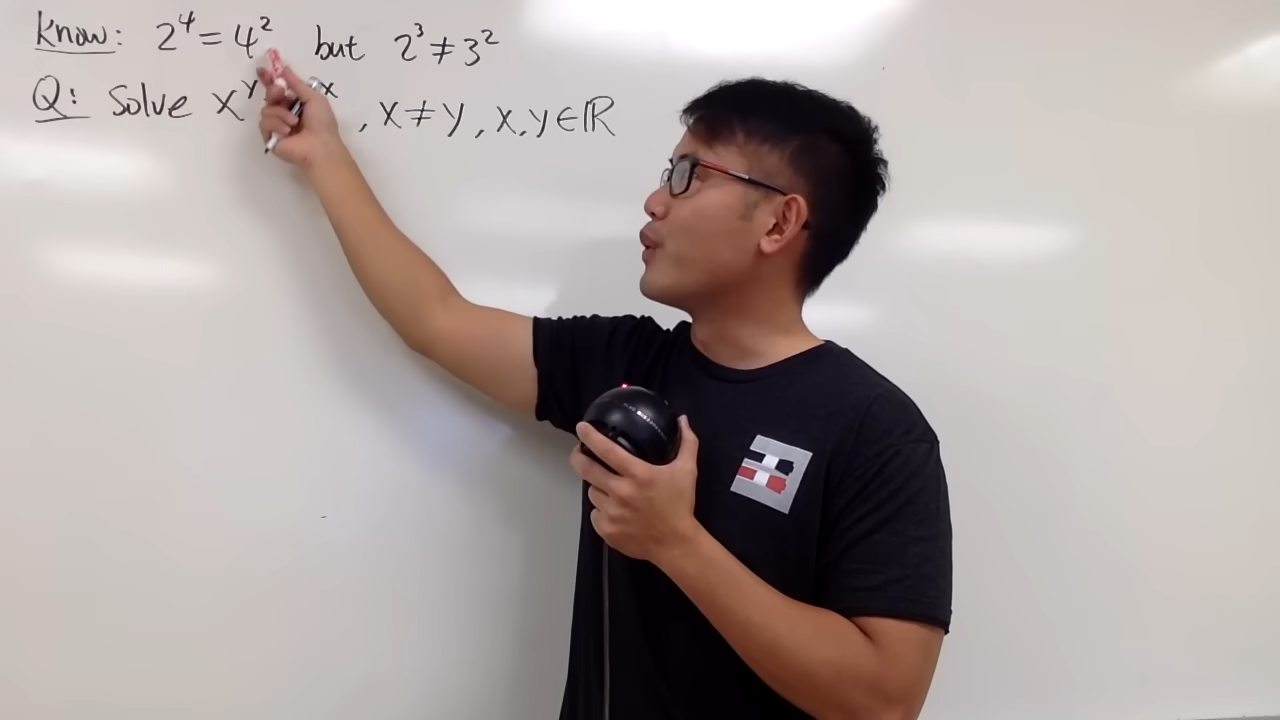 Know: 2⁴ = 4² but 2³ ≠ 3²
Q: Solve x^y x , x ≠ y , x, y ∈ ℝ